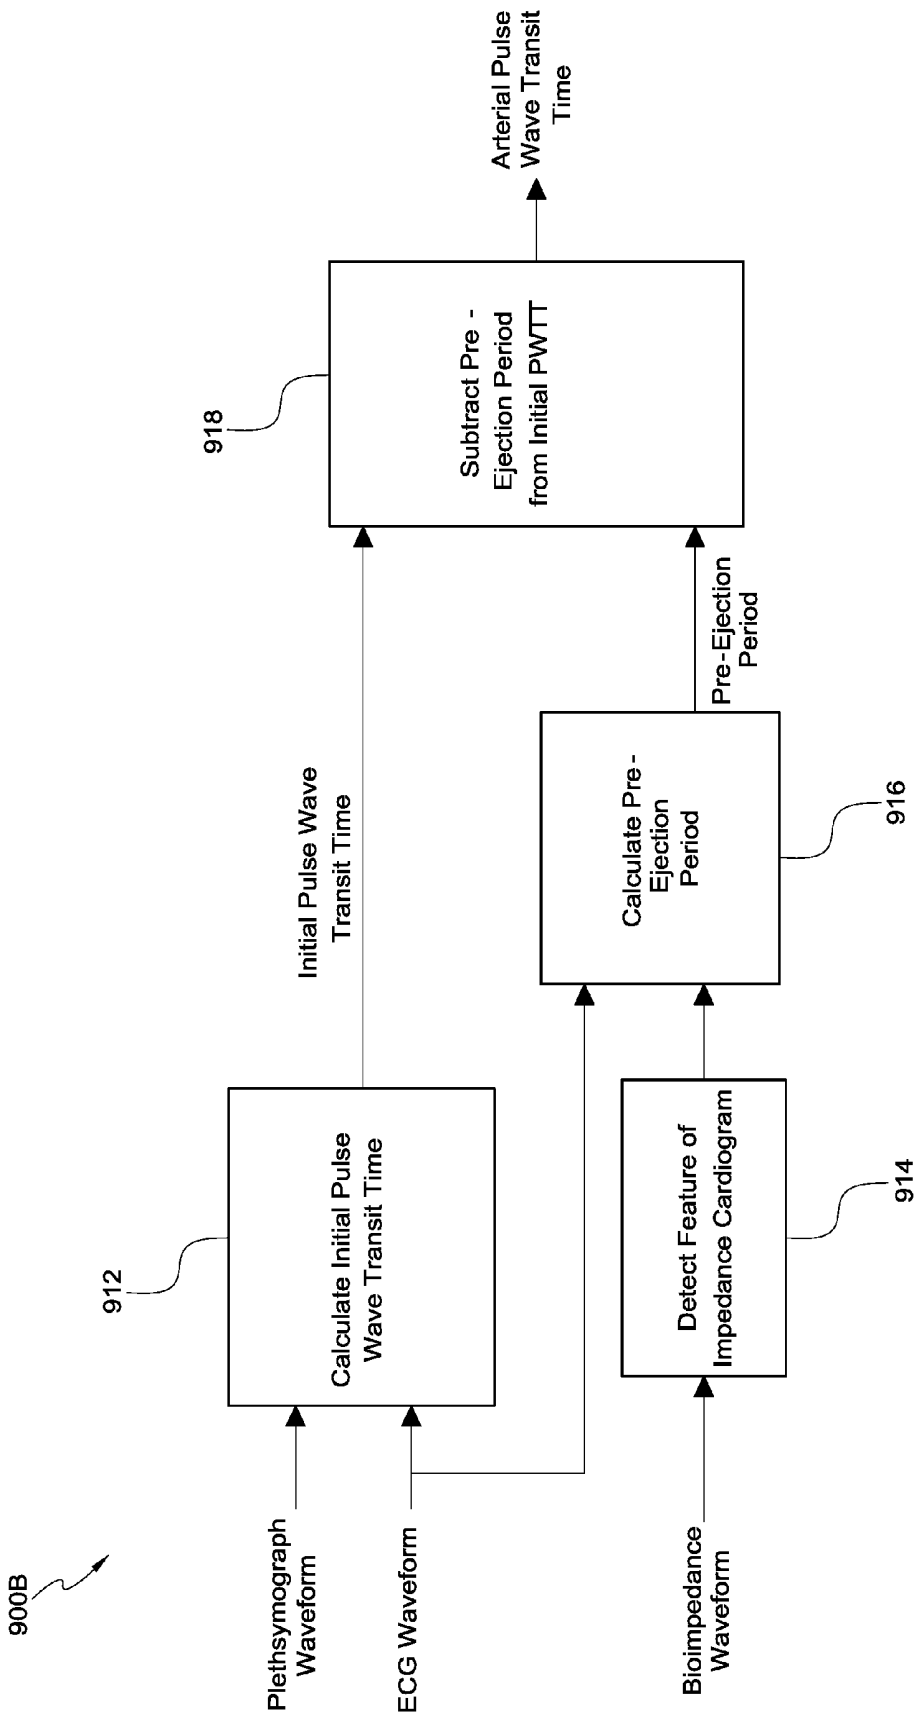 900B
Plethsymograph
Waveform
ECG Waveform
Bioimpedance
Waveform
912
Calculate Initial Pulse
Wave Transit Time
Detect Feature of
Impedance Cardiogram
914
Initial Pulse Wave
Transit Time
Calculate Pre -
Ejection
Period
916
Pre-Ejection
Period
918
Subtract Pre -
Ejection Period
from Initial PWTT
Arterial Pulse
Wave Transit
Time